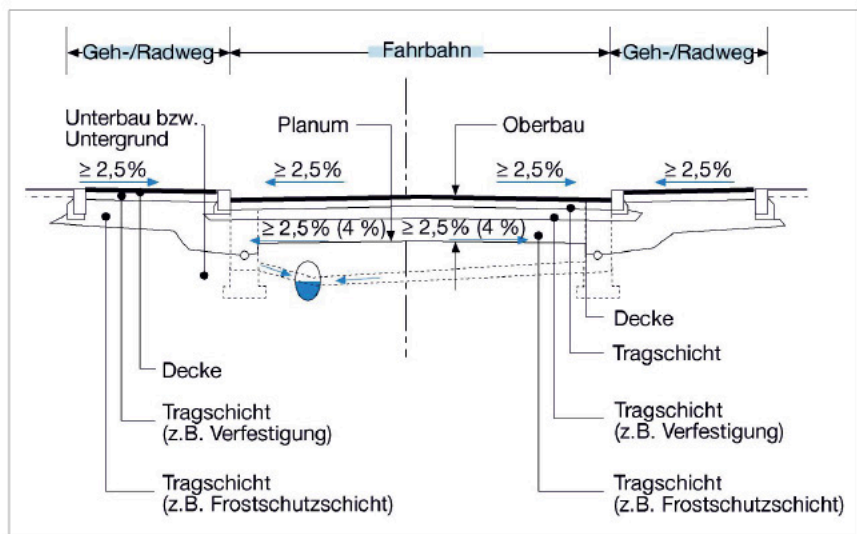 Geh-/Radweg
Fahrbahn
Geh-/Radweg
Unterbau bzw.
Untergrund
Planum
Oberbau
≥ 2,5%
≥ 2,5%
≥ 2,5%
≥ 2,5%
≥ 2,5% (4 %)
≥ 2,5% (4 %)
Decke
Tragschicht
(z.B. Verfestigung)
Tragschicht
(z.B. Frostschutzschicht)
Decke
Tragschicht
Tragschicht
(z.B. Verfestigung)
Tragschicht
(z.B. Frostschutzschicht)